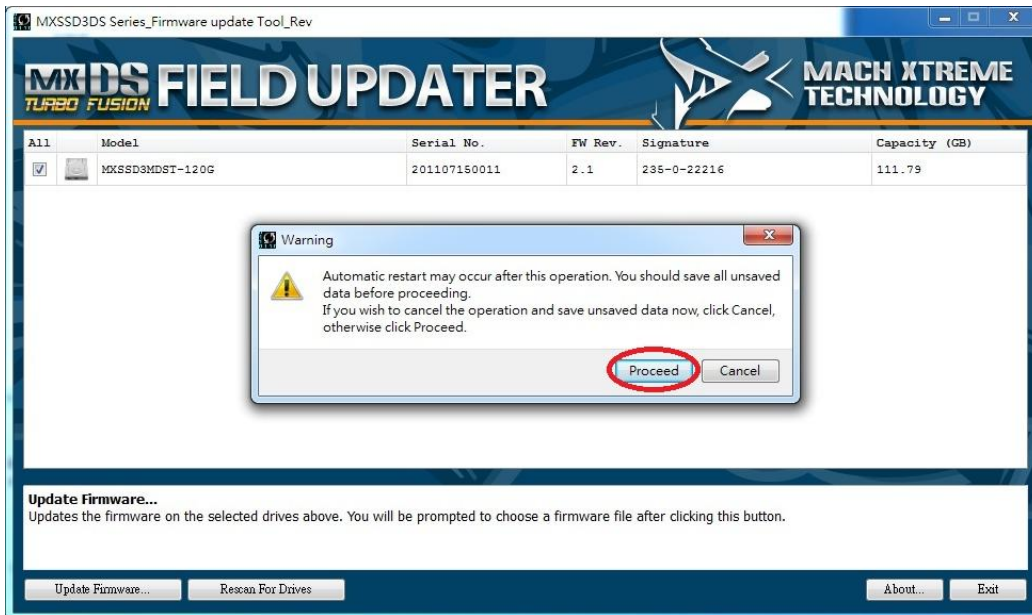 MXSSD3DS Series_Firmware update Tool_Rev
MX DS FIELD UPDATER
TURBO FUSION
MACH XTREME
TECHNOLOGY
All Model Serial No. FW Rev. Signature Capacity (GB)
MXSSD3MDST-120G 201107150011 2.1 235-0-22216 111.79
Warning
Automatic restart may occur after this operation. You should save all unsaved
data before proceeding.
If you wish to cancel the operation and save unsaved data now, click Cancel,
otherwise click Proceed.
Proceed Cancel
Update Firmware...
Updates the firmware on the selected drives above. You will be prompted to choose a firmware file after clicking this button.
Update Firmware... Rescan For Drives About... Exit